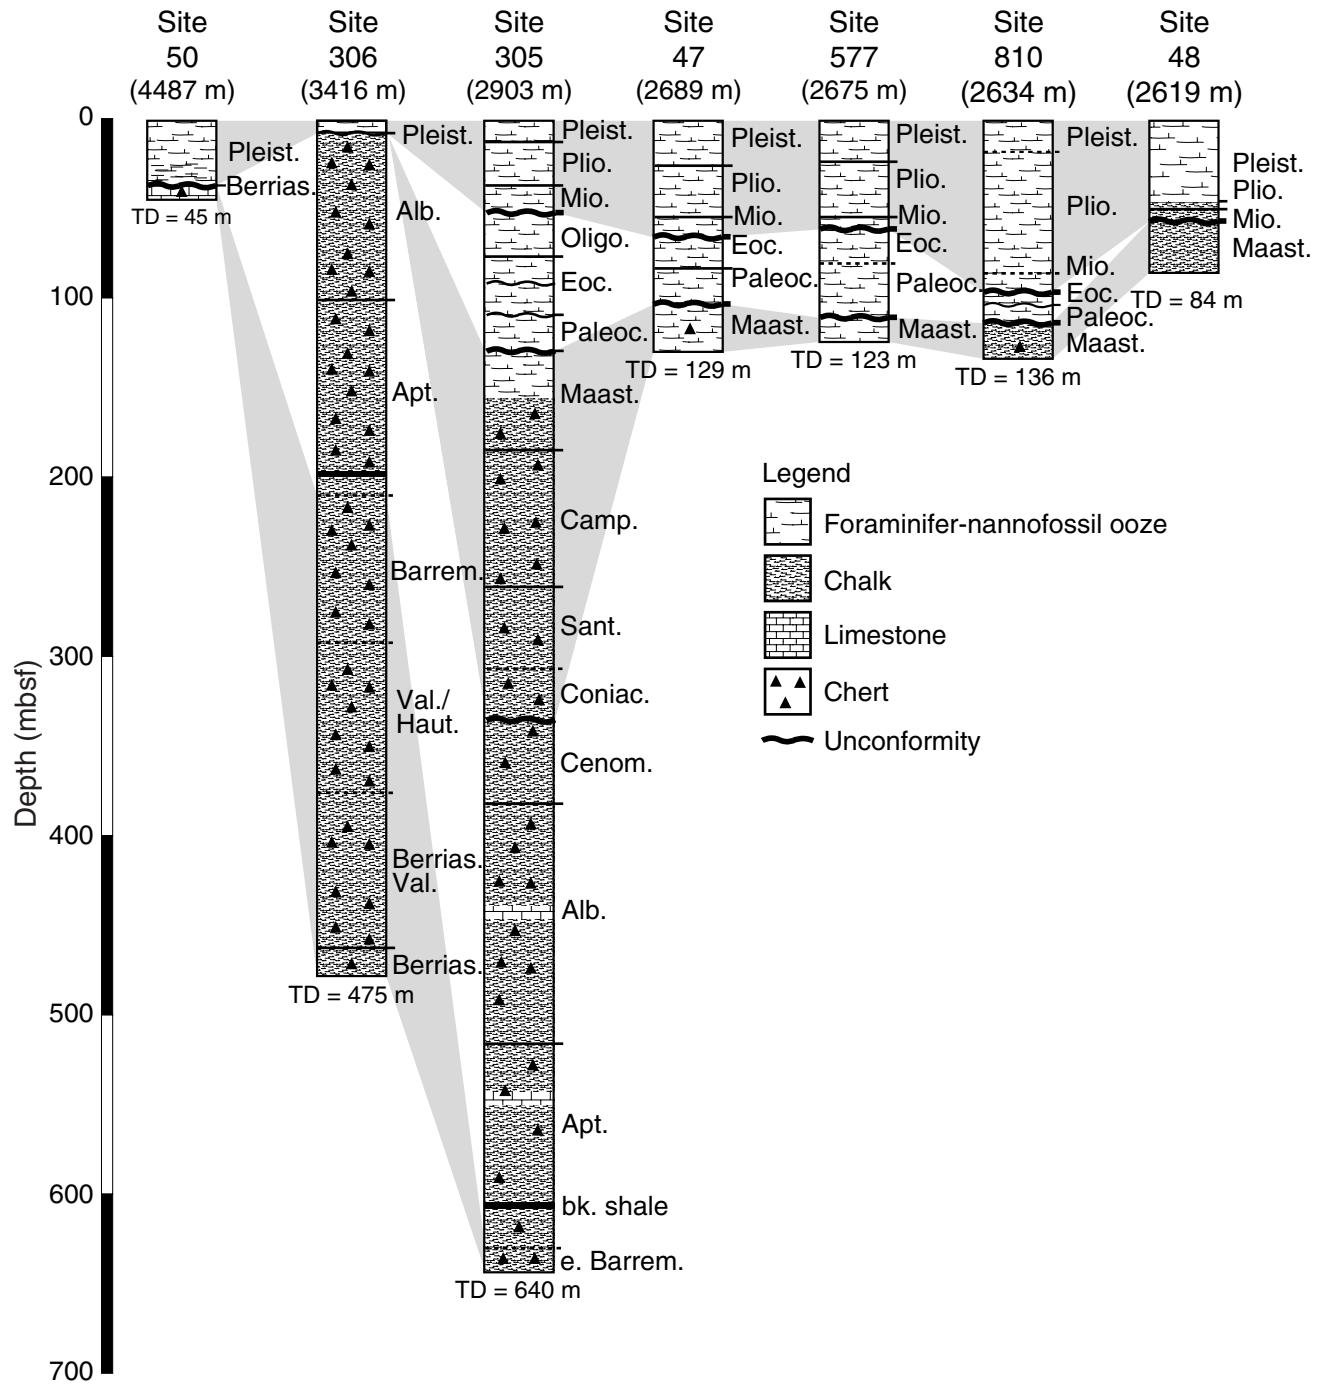 Site
50
(4487 m)
Site
306
(3416 m)
Site
305
(2903 m)
Site
47
(2689 m)
Site
577
(2675 m)
Site
810
(2634 m)
Site
48
(2619 m)
Depth (mbsf)
0
100
200
300
400
500
600
700
Pleist.
Berrias.
TD = 45 m
Pleist.
Alb.
Apt.
Barrem.
Val./
Haut.
Berrias.
Val.
Berrias.
TD = 475 m
Pleist.
Plio.
Mio.
Oligo.
Eoc.
Paleoc.
Maast.
Camp.
Sant.
Coniac.
Cenom.
Alb.
Apt.
bk. shale
e. Barrem.
TD = 640 m
Pleist.
Plio.
Mio.
Eoc.
Paleoc.
Maast.
TD = 129 m
Pleist.
Plio.
Mio.
Eoc.
Paleoc.
Maast.
TD = 123 m
Pleist.
Plio.
Mio.
Eoc.
Paleoc.
Maast.
TD = 136 m
Pleist.
Plio.
Mio.
Maast.
TD = 84 m
Legend
Foraminifer-nannofossil ooze
Chalk
Limestone
Chert
Unconformity